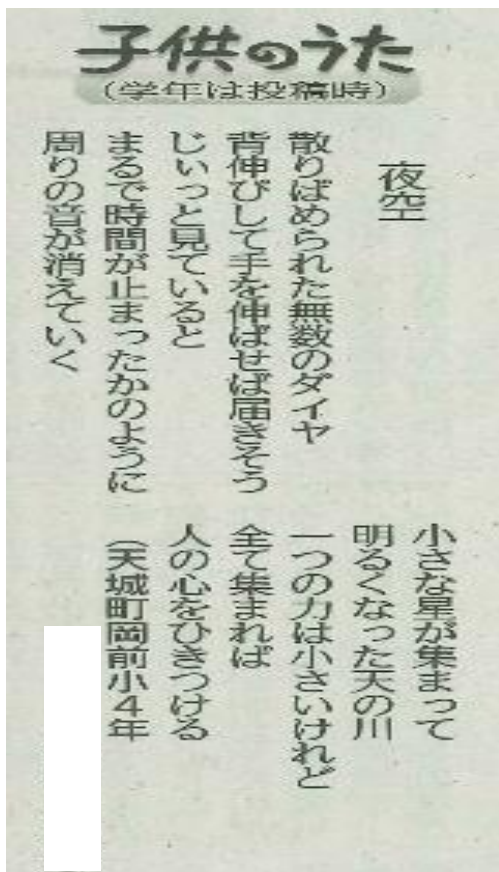 子供のうた
（学年は投稿時）
夜空
散りばめられた無数のダイヤ
背伸びして手を伸ばせば届きそう
じぃっと見ていると
まるで時間が止まったかのように
周りの音が消えていく
小さな星が集まって
明るくなった天の川
一つの力は小さいけれど
全て集まれば
人の心をひきつける
（天城町岡前小４年